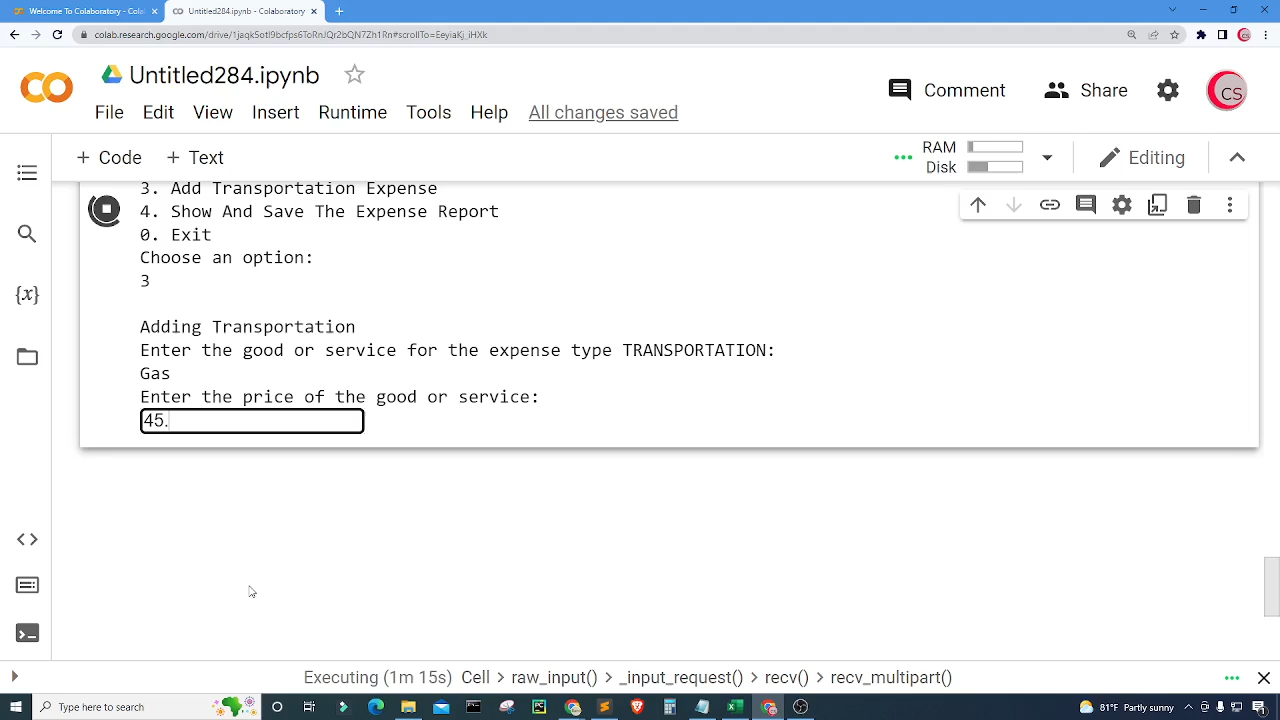 Welcome To Colaboratory - Colal
Untitled284.ipynb - Colaboratory
colab.research.google.com/drive/1jeqk5otI9bcfps6ToRnJQr2bQN7Zh1Rn#scrollTo=EeyiaKj_iHXk
Untitled284.ipynb
CS
File Edit View Insert Runtime Tools Help All changes saved
Comment
Share
+ Code + Text
RAM
Disk
Editing
3. Add Transportation Expense
4. Show And Save The Expense Report
0. Exit
Choose an option:
3
{x}
Adding Transportation
Enter the good or service for the expense type TRANSPORTATION:
Gas
Enter the price of the good or service:
45.
Executing (1m 15s) Cell > raw_input() > _input_request() > recv() > recv_multipart()
Type here to search
81°F Partly sunny